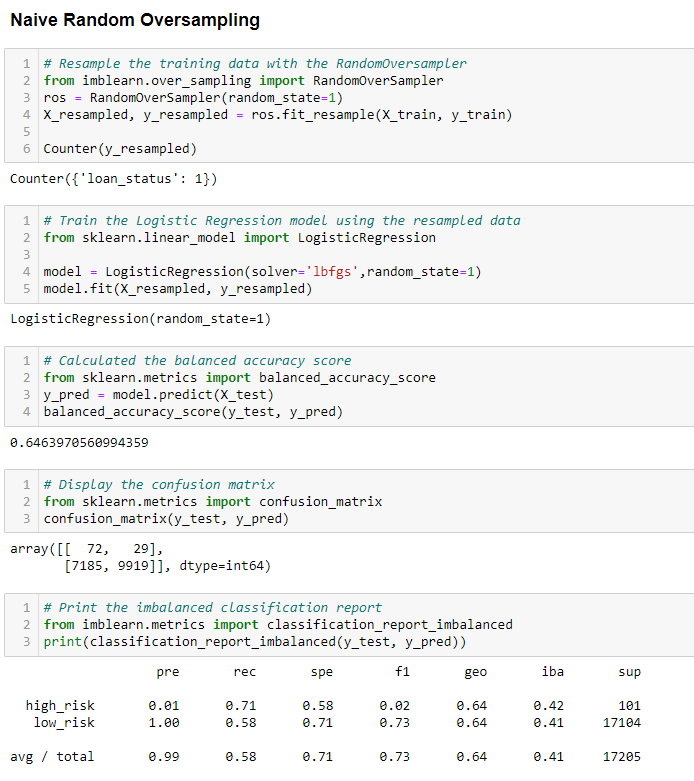 Naive Random Oversampling
1 # Resample the training data with the RandomOversampler
2 from imblearn.over_sampling import RandomOverSampler
3 ros = RandomOverSampler(random_state=1)
4 X_resampled, y_resampled = ros.fit_resample(X_train, y_train)
5
6 Counter(y_resampled)
Counter({'loan_status': 1})
1 # Train the Logistic Regression model using the resampled data
2 from sklearn.linear_model import LogisticRegression
3
4 model = LogisticRegression(solver='lbfgs',random_state=1)
5 model.fit(X_resampled, y_resampled)
LogisticRegression(random_state=1)
1 # Calculated the balanced accuracy score
2 from sklearn.metrics import balanced_accuracy_score
3 y_pred = model.predict(X_test)
4 balanced_accuracy_score(y_test, y_pred)
0.6463970560994359
1 # Display the confusion matrix
2 from sklearn.metrics import confusion_matrix
3 confusion_matrix(y_test, y_pred)
array([[  72,   29],
       [7185, 9919]], dtype=int64)
1 # Print the imbalanced classification report
2 from imblearn.metrics import classification_report_imbalanced
3 print(classification_report_imbalanced(y_test, y_pred))
pre rec spe f1 geo iba sup
high_risk 0.01 0.71 0.58 0.02 0.64 0.42 101
low_risk 1.00 0.58 0.71 0.73 0.64 0.41 17104
avg / total 0.99 0.58 0.71 0.73 0.64 0.41 17205